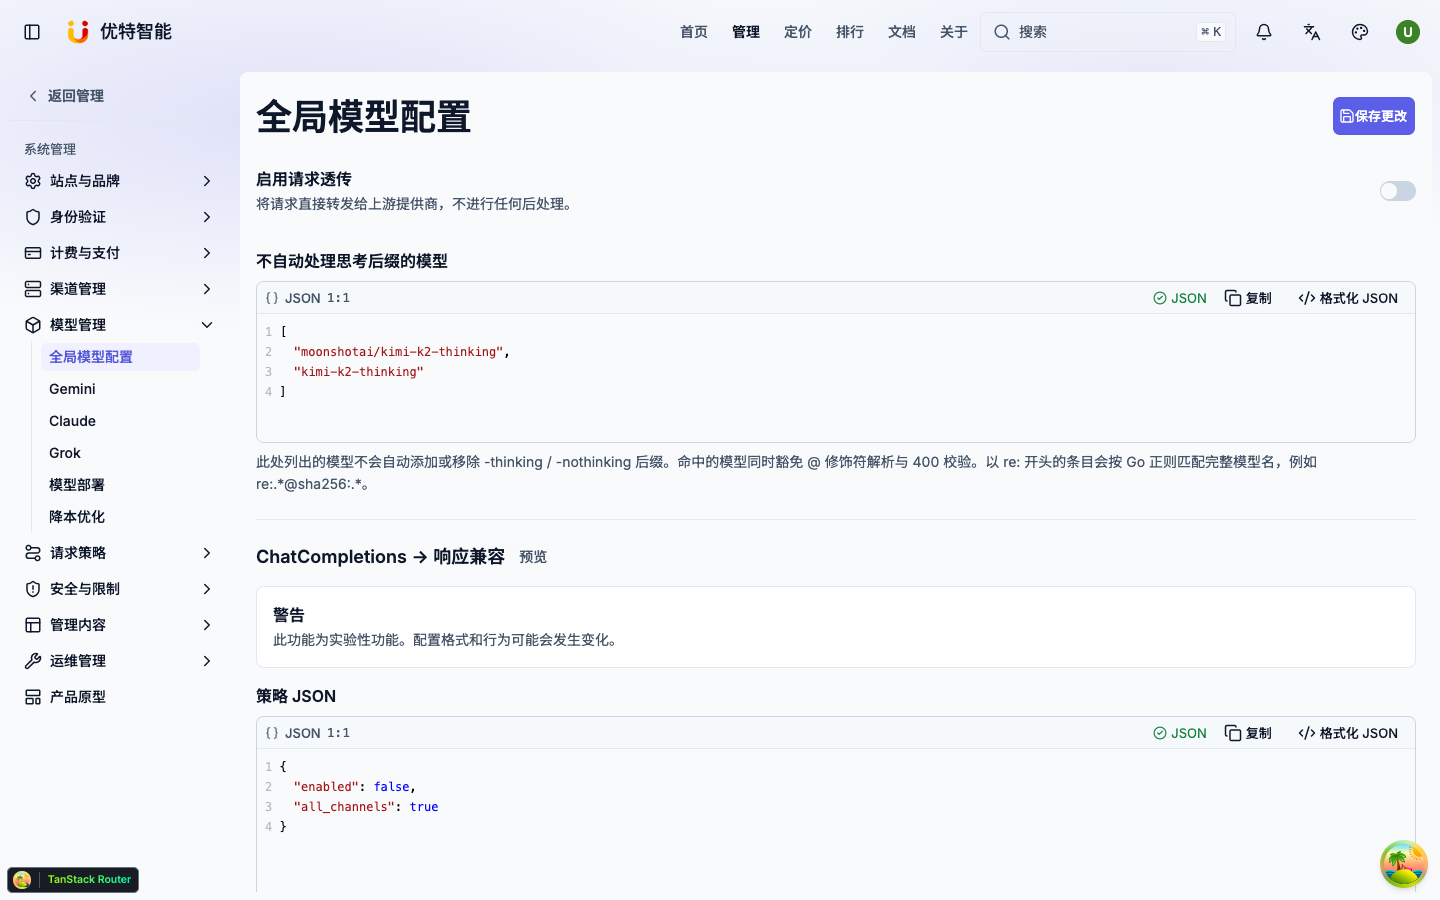 优特智能
首页
管理
定价
排行
文档
关于
搜索
⌘ K
U
返回管理
系统管理
站点与品牌
身份验证
计费与支付
渠道管理
模型管理
全局模型配置
Gemini
Claude
Grok
模型部署
降本优化
请求策略
安全与限制
管理内容
运维管理
产品原型
全局模型配置
保存更改
启用请求透传
将请求直接转发给上游提供商，不进行任何后处理。
不自动处理思考后缀的模型
{} JSON 1:1
JSON
复制
</> 格式化 JSON
1 [
2 "moonshotai/kimi-k2-thinking",
3 "kimi-k2-thinking"
4 ]
此处列出的模型不会自动添加或移除 -thinking / -nothinking 后缀。命中的模型同时豁免 @ 修饰符解析与 400 校验。以 re: 开头的条目会按 Go 正则匹配完整模型名，例如
re:.*@sha256:.*。
ChatCompletions → 响应兼容 预览
警告
此功能为实验性功能。配置格式和行为可能会发生变化。
策略 JSON
{} JSON 1:1
JSON
复制
</> 格式化 JSON
1 {
2 "enabled": false,
3 "all_channels": true
4 }
TanStack Router